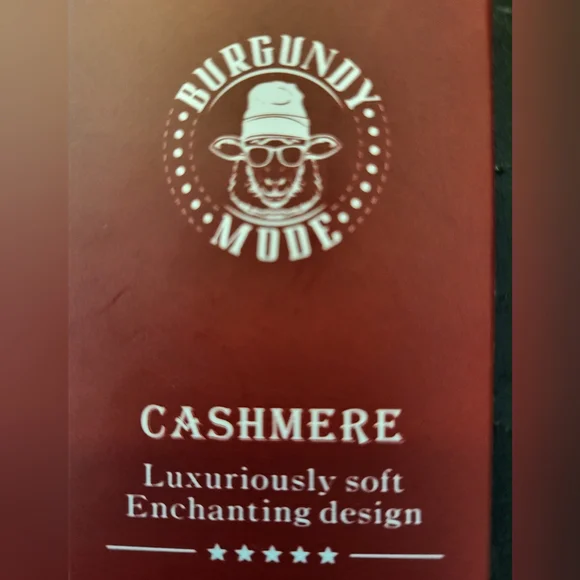 BURGUNDY
MODE
CASHMERE
Luxuriously soft
Enchanting design